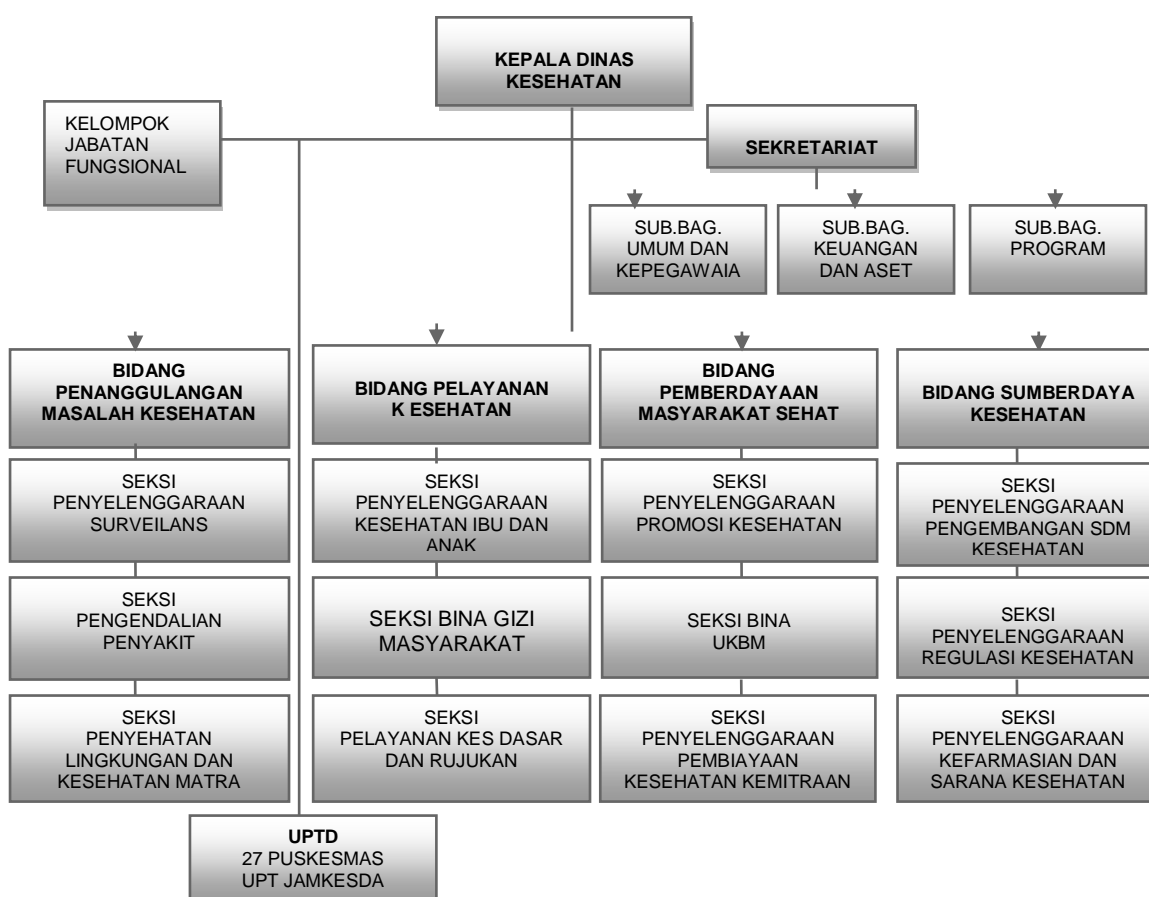 KEPALA DINAS
KESEHATAN
KELOMPOK
JABATAN
FUNGSIONAL
SEKRETARIAT
SUB.BAG.
UMUM DAN
KEPEGAWAIA
SUB.BAG.
KEUANGAN
DAN ASET
SUB.BAG.
PROGRAM
BIDANG
PENANGGULANGAN
MASALAH KESEHATAN
BIDANG PELAYANAN
K ESEHATAN
BIDANG
PEMBERDAYAAN
MASYARAKAT SEHAT
BIDANG SUMBERDAYA
KESEHATAN
SEKSI
PENYELENGGARAAN
SURVEILANS
SEKSI
PENYELENGGARAAN
KESEHATAN IBU DAN
ANAK
SEKSI
PENYELENGGARAAN
PROMOSI KESEHATAN
SEKSI
PENYELENGGARAAN
PENGEMBANGAN SDM
KESEHATAN
SEKSI
PENGENDALIAN
PENYAKIT
SEKSI BINA GIZI
MASYARAKAT
SEKSI BINA
UKBM
SEKSI
PENYELENGGARAAN
REGULASI KESEHATAN
SEKSI
PENYEHATAN
LINGKUNGAN DAN
KESEHATAN MATRA
SEKSI
PELAYANAN KES DASAR
DAN RUJUKAN
SEKSI
PENYELENGGARAAN
PEMBIAYAAN
KESEHATAN KEMITRAAN
SEKSI
PENYELENGGARAAN
KEFARMASIAN DAN
SARANA KESEHATAN
UPTD
27 PUSKESMAS
UPT JAMKESDA